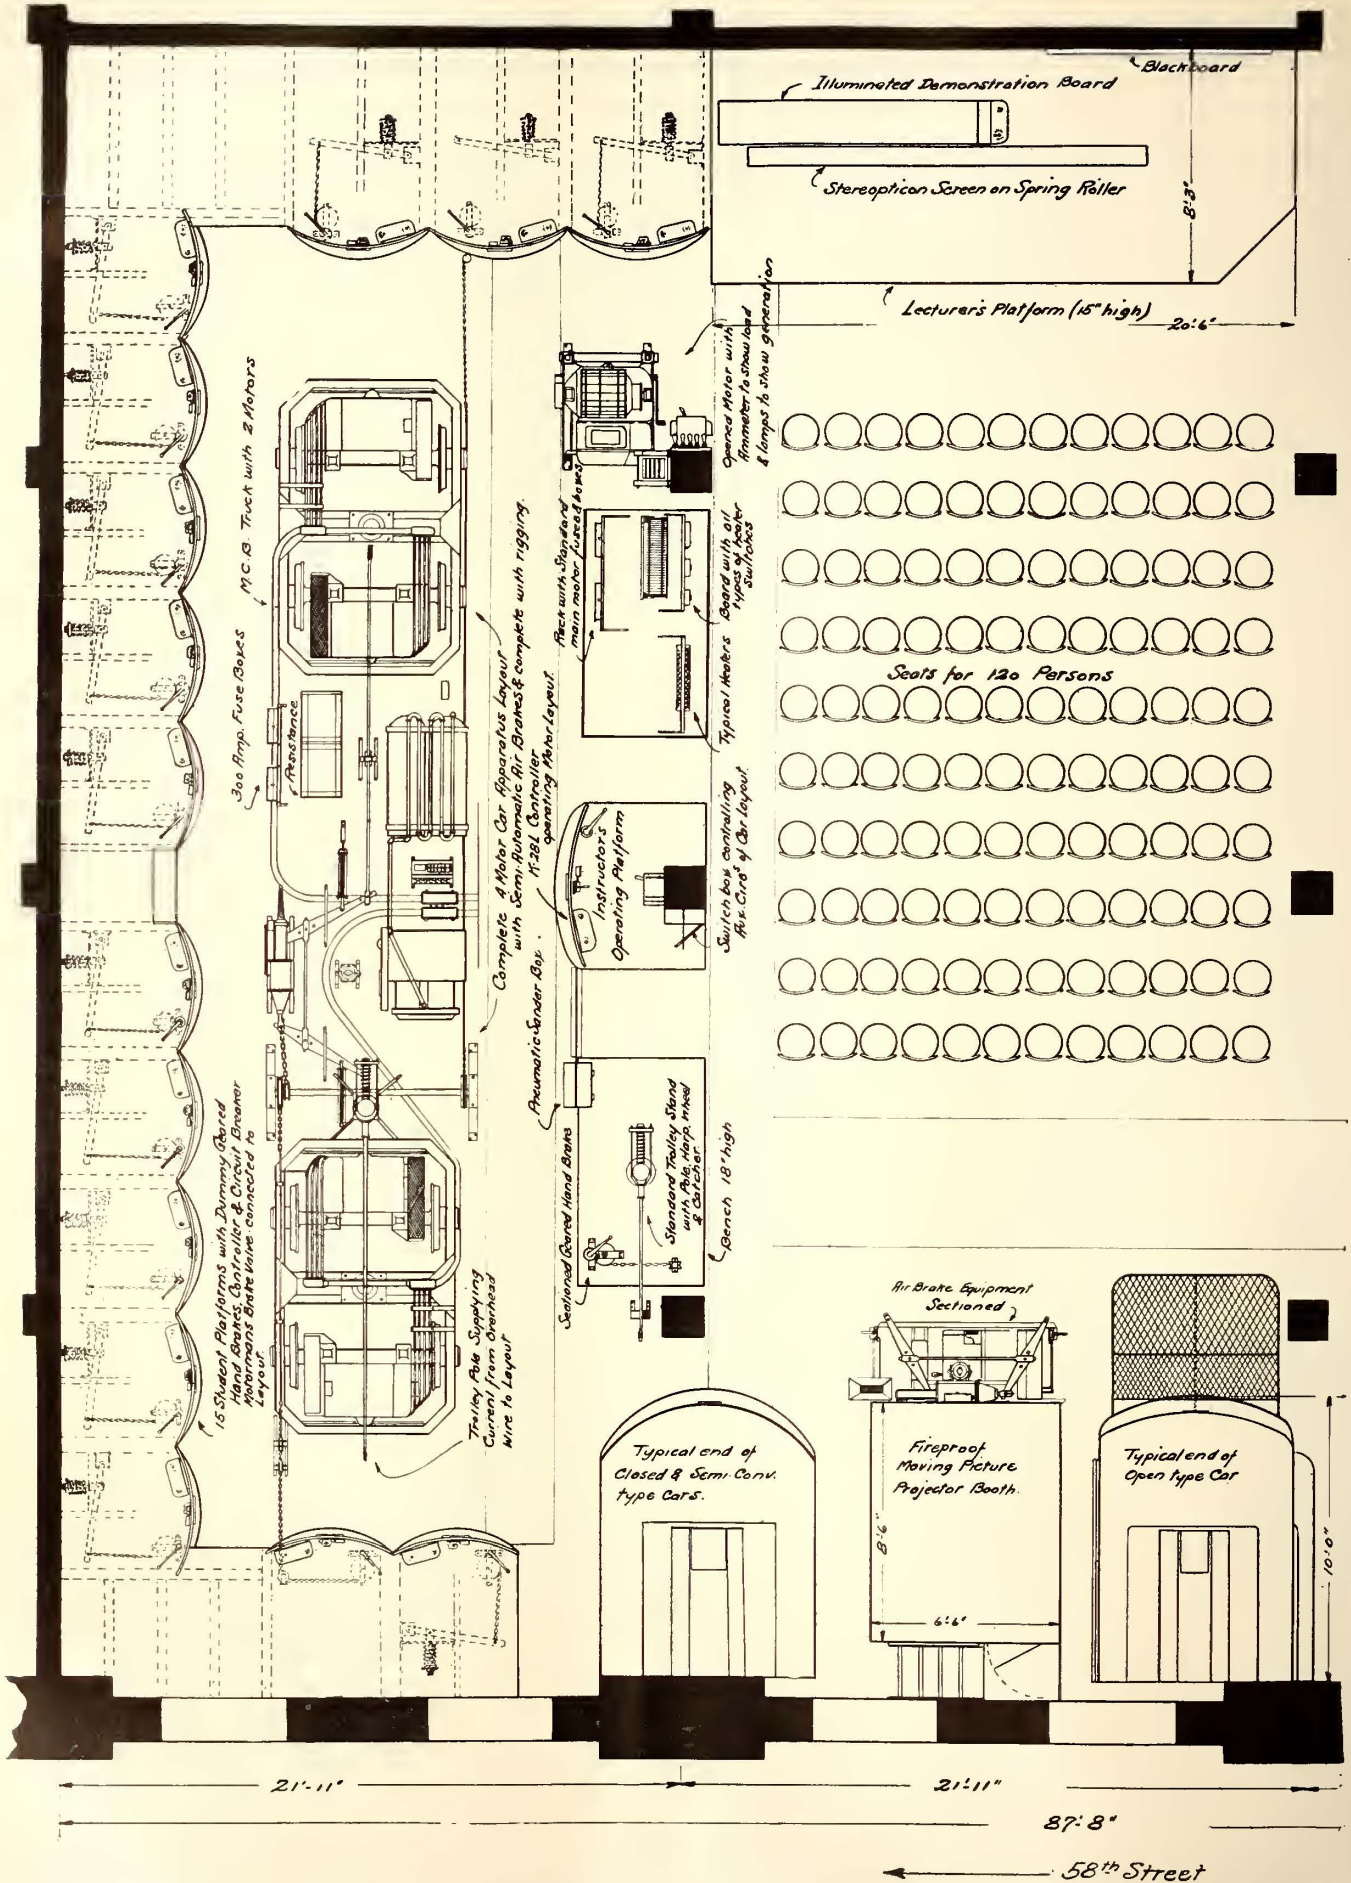 Blackboard
Illuminated Demonstration Board
Stereopticon Screen on Spring Roller
8'-3"
Lecturer's Platform (15" high)
20'-6"
Opened Motor with
Ammeter to show load
& lamps to show generation
M.C.B. Truck with 2 Motors
300 Amp. Fuse Boxes
Resistance
Rack with Standard
main motor fuses & boxes
Board with all
types of heater
switches
Typical Heaters
Seats for 120 Persons
Complete 4 Motor Car Apparatus Layout
with Semi-Automatic Air Brakes & complete with rigging.
K-28L Controller
operating Motor Layout.
Instructors
Operating Platform
Switch box controlling
Aux. Circ's of Car Layout.
Pneumatic Sander Box.
15 Student Platforms with Dummy Geared
Hand Brakes, Controller & Circuit Breaker
Motormans Brake Valve connected to
Layout.
Sectioned Geared Hand Brake
Standard Trolley Stand
with Pole, Harp, Wheel
& Catcher
Bench 18" high
Trolley Pole Supplying
Current from Overhead
Wire to Layout
Air Brake Equipment
Sectioned
Typical end of
Closed & Semi-Conv.
type Cars.
Fireproof
Moving Picture
Projector Booth.
8'-6"
6'-6"
Typical end of
Open type Car
10'-0"
21'-11"
21'-11"
87'-8"
58th Street